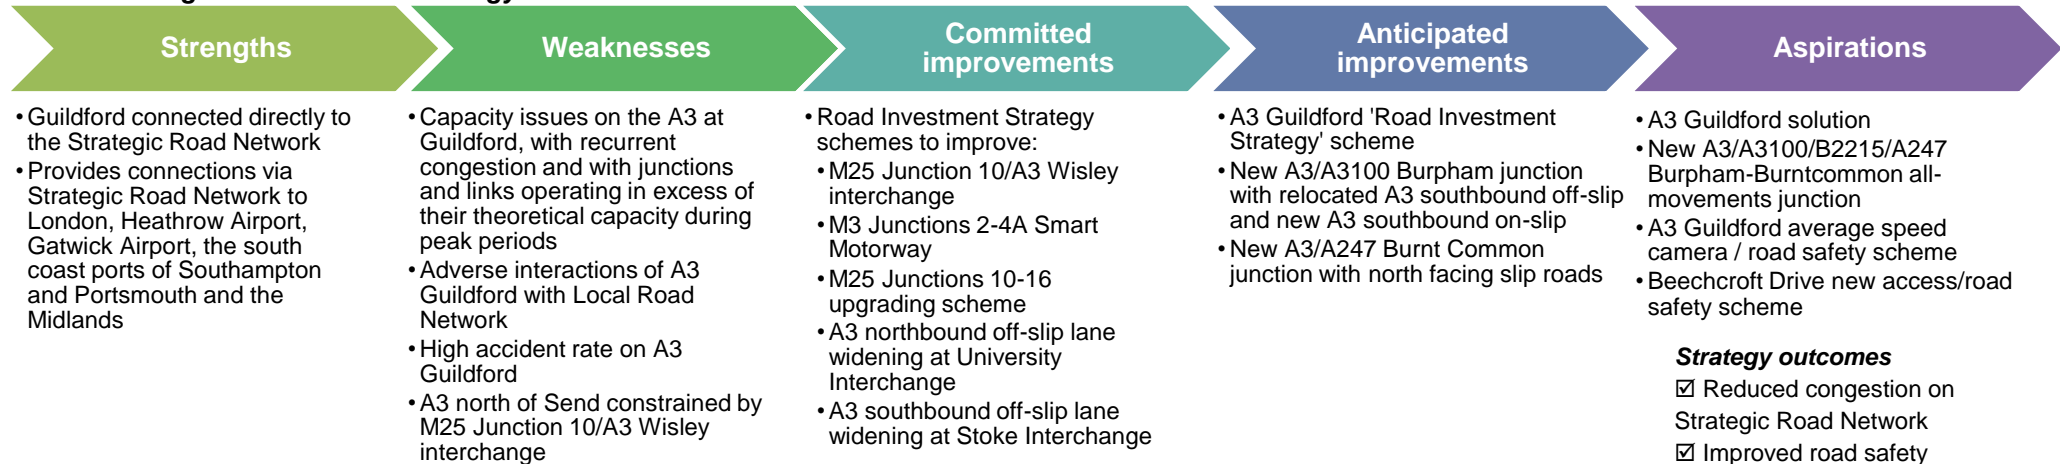 Strengths
Weaknesses
Committed
improvements
Anticipated
improvements
Aspirations
• Guildford connected directly to
the Strategic Road Network
• Provides connections via
Strategic Road Network to
London, Heathrow Airport,
Gatwick Airport, the south
coast ports of Southampton
and Portsmouth and the
Midlands
• Capacity issues on the A3 at
Guildford, with recurrent
congestion and with junctions
and links operating in excess of
their theoretical capacity during
peak periods
• Adverse interactions of A3
Guildford with Local Road
Network
• High accident rate on A3
Guildford
• A3 north of Send constrained by
M25 Junction 10/A3 Wisley
interchange
• Road Investment Strategy
schemes to improve:
• M25 Junction 10/A3 Wisley
interchange
• M3 Junctions 2-4A Smart
Motorway
• M25 Junctions 10-16
upgrading scheme
• A3 northbound off-slip lane
widening at University
Interchange
• A3 southbound off-slip lane
widening at Stoke Interchange
• A3 Guildford 'Road Investment
Strategy' scheme
• New A3/A3100 Burpham junction
with relocated A3 southbound off-slip
and new A3 southbound on-slip
• New A3/A247 Burnt Common
junction with north facing slip roads
• A3 Guildford solution
• New A3/A3100/B2215/A247
Burpham-Burntcommon all-
movements junction
• A3 Guildford average speed
camera / road safety scheme
• Beechcroft Drive new access/road
safety scheme
Strategy outcomes
☑ Reduced congestion on
Strategic Road Network
☑ Improved road safety